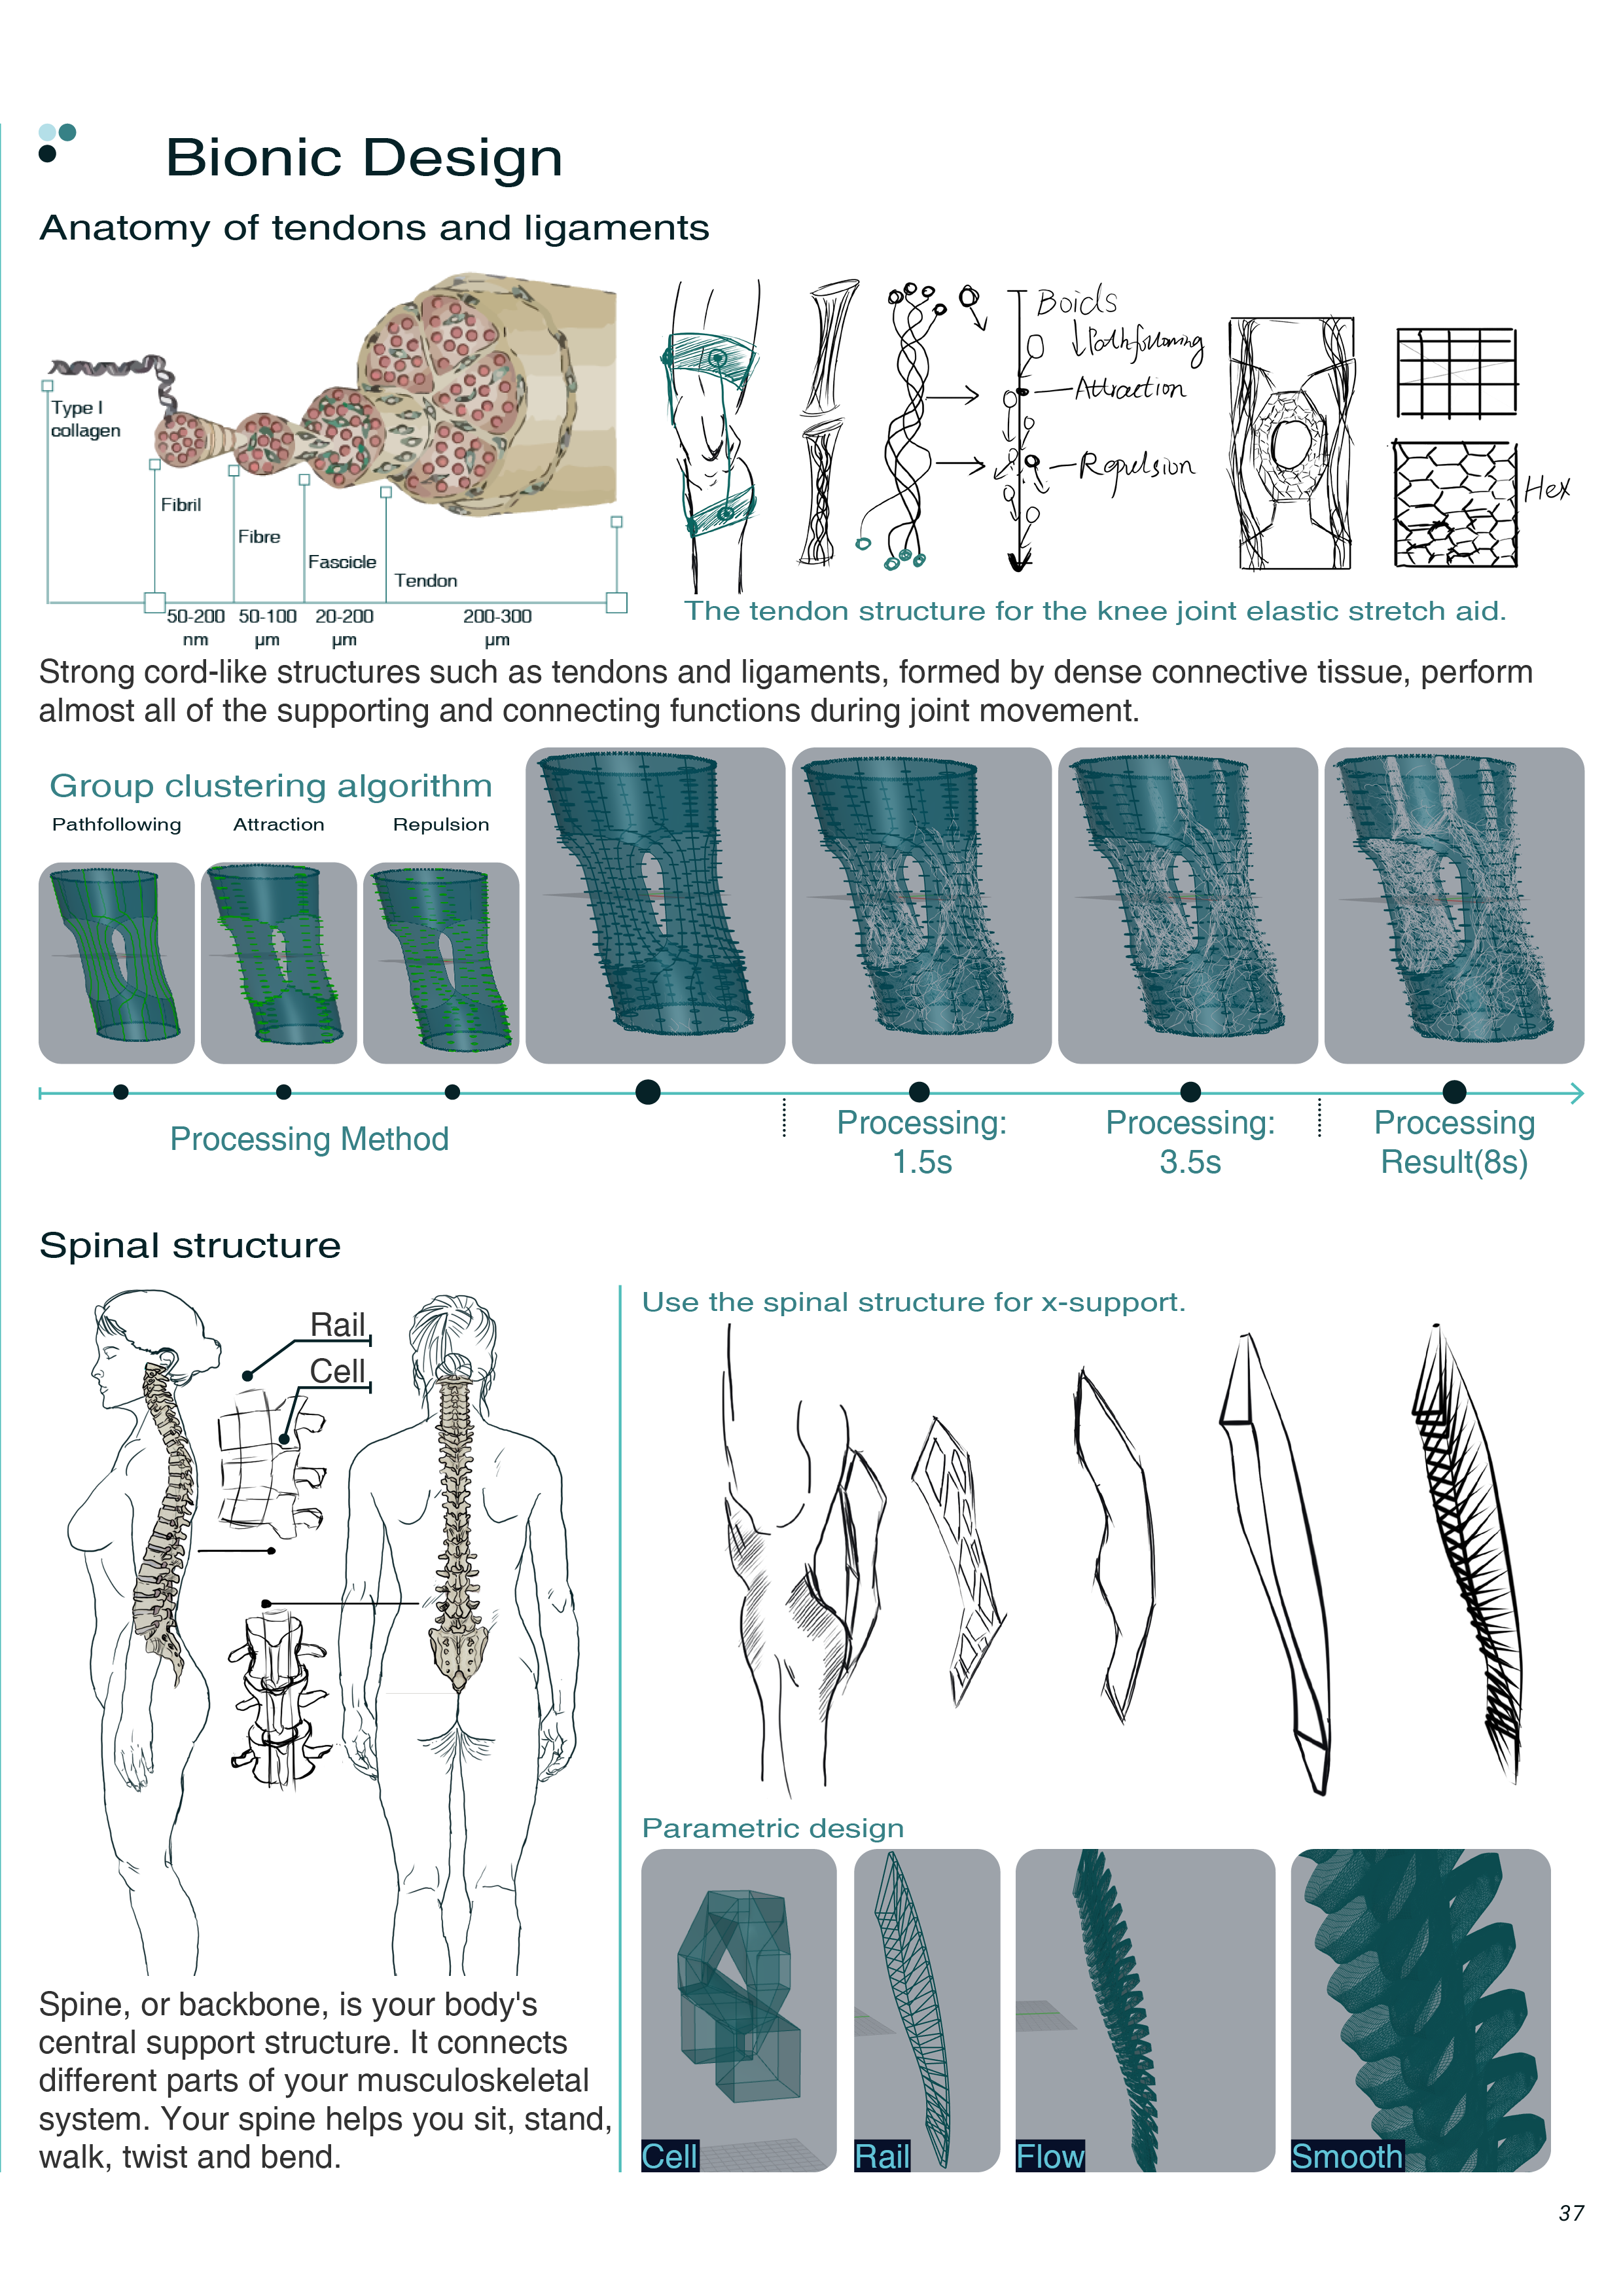 Bionic Design
Anatomy of tendons and ligaments
Type I
collagen
Fibril
Fibre
Fascicle
Tendon
50-200
nm
50-100
µm
20-200
µm
200-300
µm
Boids
Pathfollowing
Attraction
Repulsion
Hex
The tendon structure for the knee joint elastic stretch aid.
Strong cord-like structures such as tendons and ligaments, formed by dense connective tissue, perform
almost all of the supporting and connecting functions during joint movement.
Group clustering algorithm
Pathfollowing
Attraction
Repulsion
Processing Method
Processing:
1.5s
Processing:
3.5s
Processing
Result(8s)
Spinal structure
Rail
Cell
Spine, or backbone, is your body's
central support structure. It connects
different parts of your musculoskeletal
system. Your spine helps you sit, stand,
walk, twist and bend.
Use the spinal structure for x-support.
Parametric design
Cell
Rail
Flow
Smooth
37